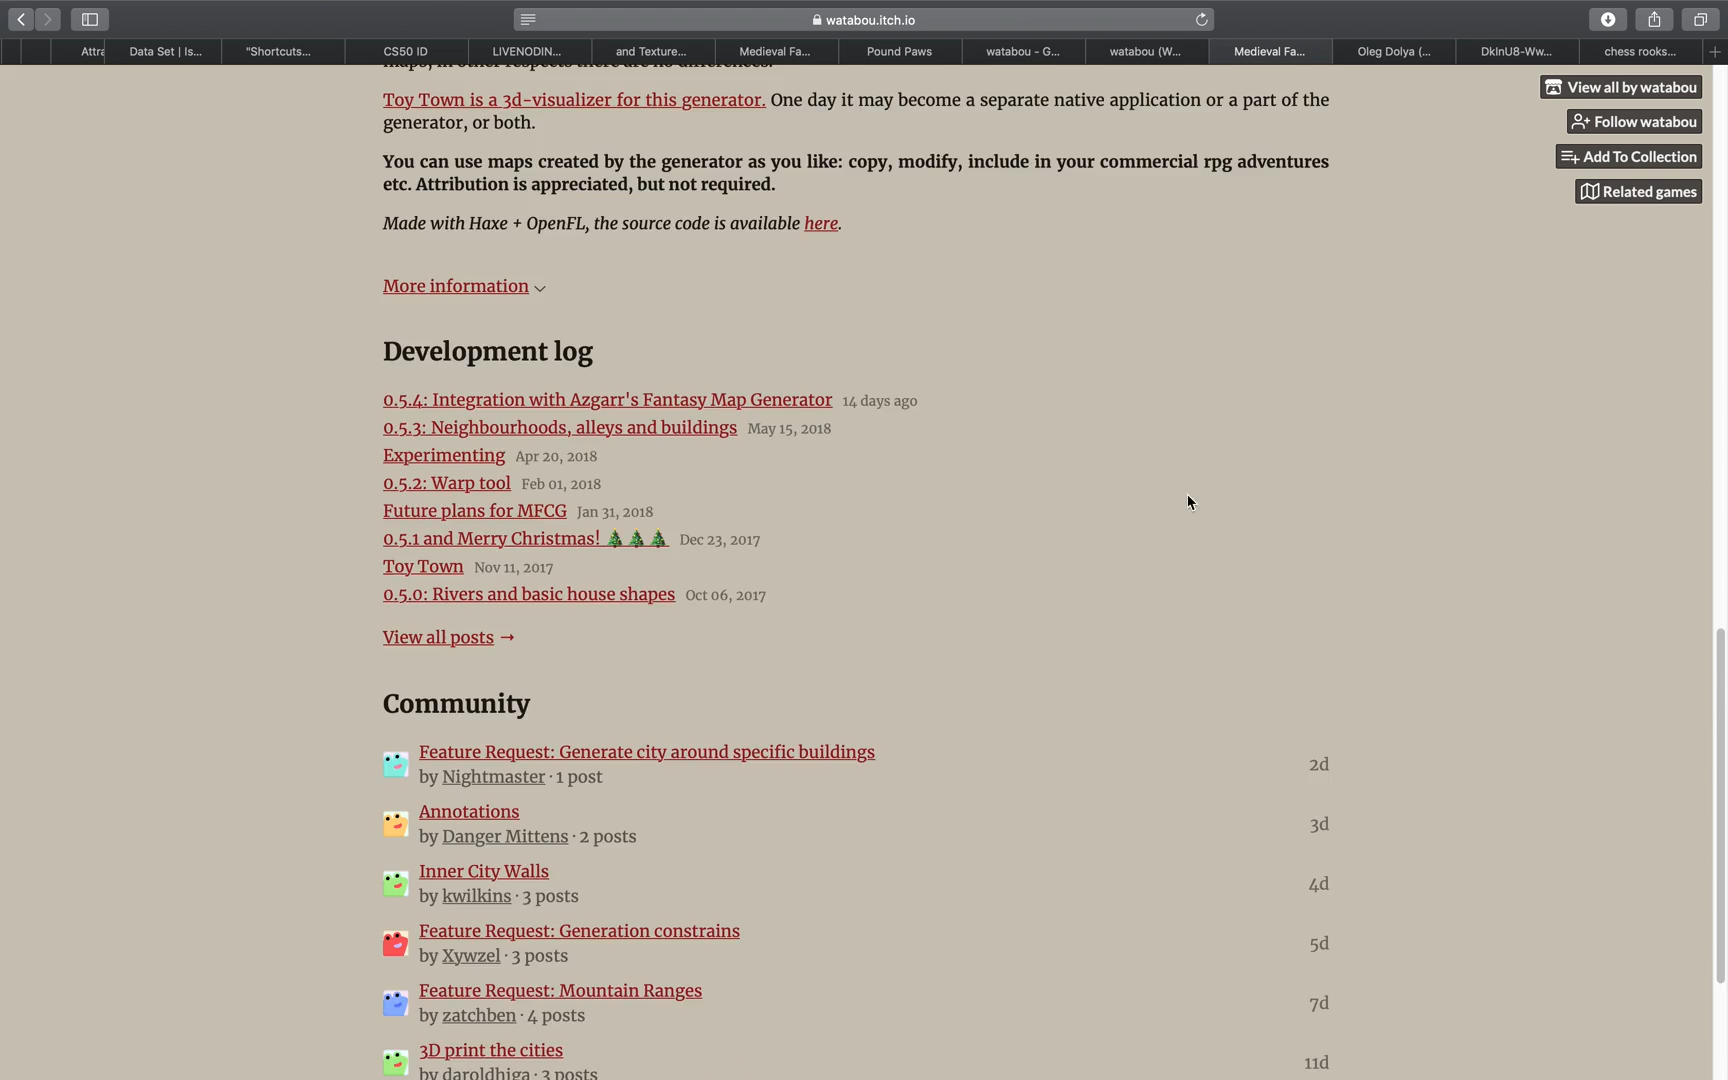 watabou.itch.io
Attra
Data Set | Is...
"Shortcuts...
CS50 ID
LIVENODIN...
and Texture...
Medieval Fa...
Pound Paws
watabou - G...
watabou (W...
Medieval Fa...
Oleg Dolya (...
DkInU8-Ww...
chess rooks...
maps, in other respects there are no differences.
Toy Town is a 3d-visualizer for this generator. One day it may become a separate native application or a part of the
generator, or both.
You can use maps created by the generator as you like: copy, modify, include in your commercial rpg adventures
etc. Attribution is appreciated, but not required.
Made with Haxe + OpenFL, the source code is available here.
More information
View all by watabou
Follow watabou
Add To Collection
Related games
Development log
0.5.4: Integration with Azgarr's Fantasy Map Generator 14 days ago
0.5.3: Neighbourhoods, alleys and buildings May 15, 2018
Experimenting Apr 20, 2018
0.5.2: Warp tool Feb 01, 2018
Future plans for MFCG Jan 31, 2018
0.5.1 and Merry Christmas! 🎄🎄🎄 Dec 23, 2017
Toy Town Nov 11, 2017
0.5.0: Rivers and basic house shapes Oct 06, 2017
View all posts →
Community
Feature Request: Generate city around specific buildings
by Nightmaster · 1 post
2d
Annotations
by Danger Mittens · 2 posts
3d
Inner City Walls
by kwilkins · 3 posts
4d
Feature Request: Generation constrains
by Xywzel · 3 posts
5d
Feature Request: Mountain Ranges
by zatchben · 4 posts
7d
3D print the cities
by daroldhiga · 3 posts
11d